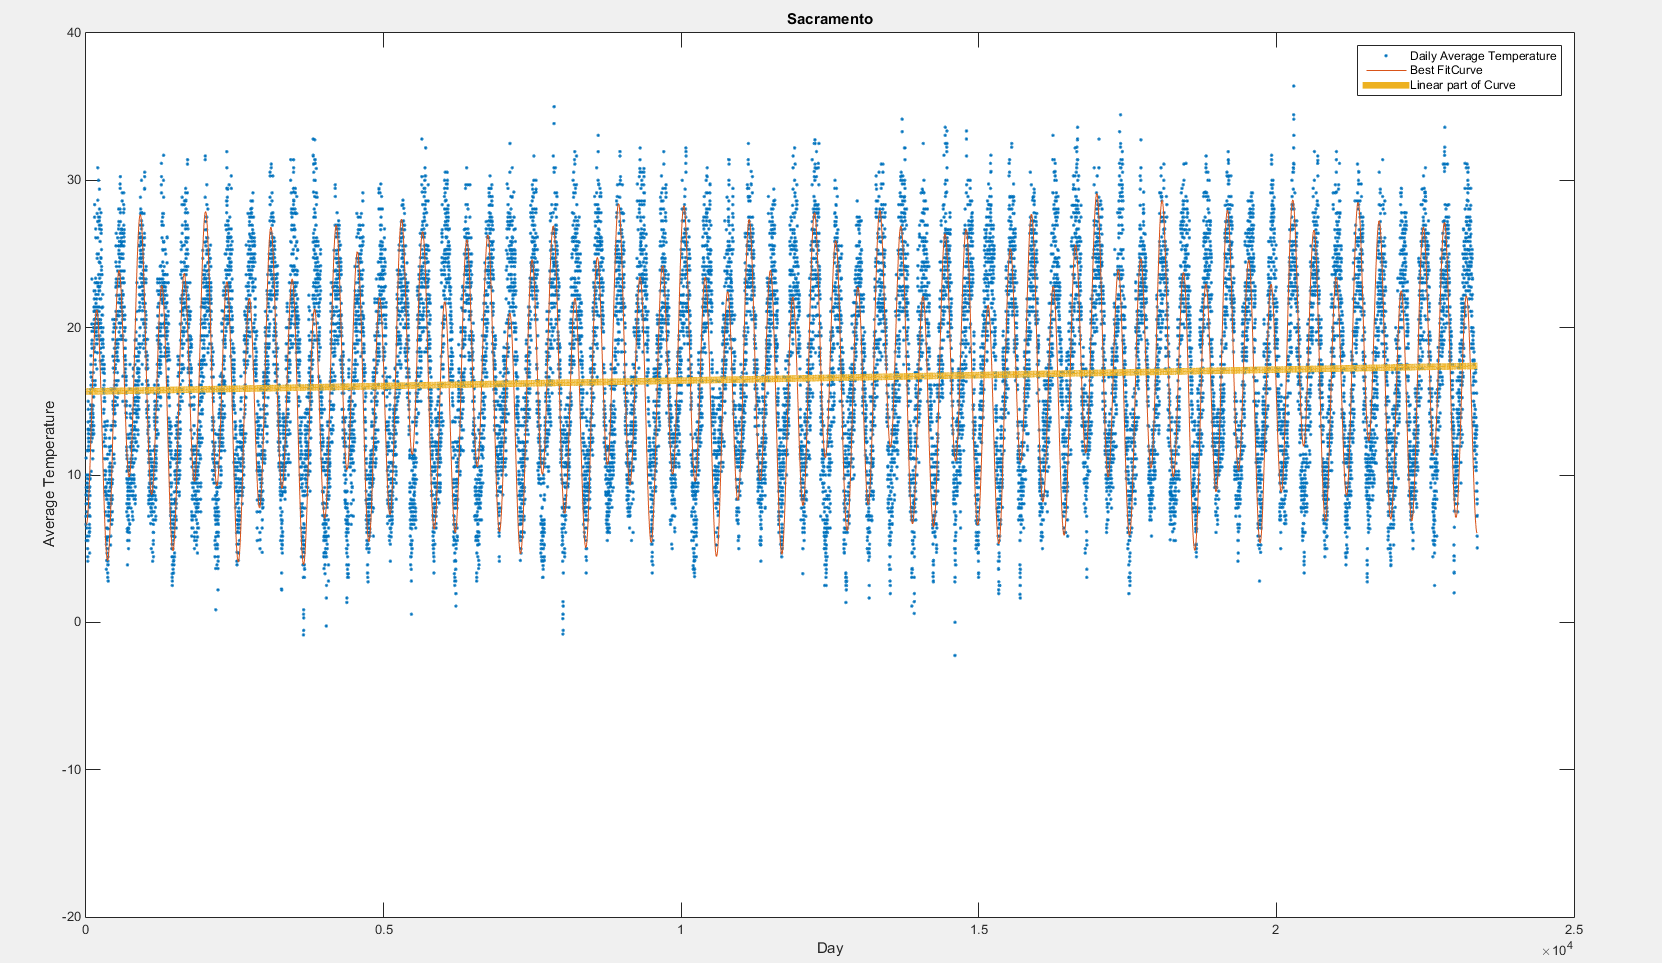 Sacramento
Daily Average Temperature
Best FitCurve
Linear part of Curve
Average Temperature
40
30
20
10
0
-10
-20
0
0.5
1
1.5
2
2.5
Day
×10^4